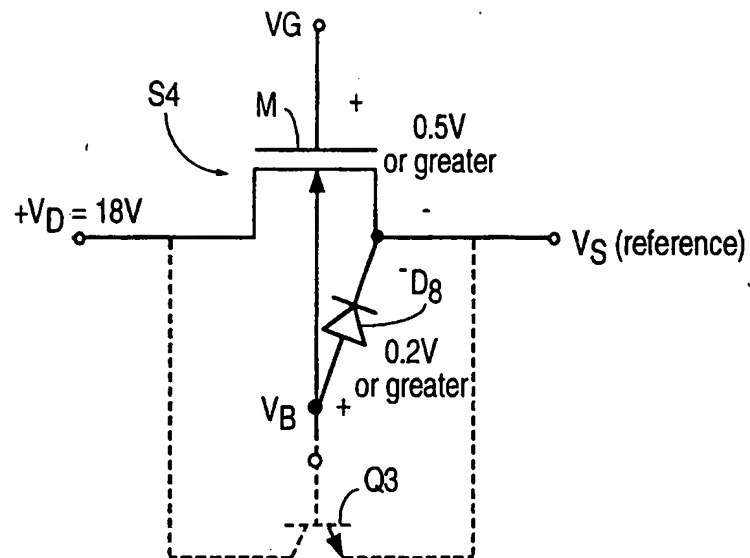 VG
S4
M
+
0.5V
or greater
+VD = 18V
-
VS (reference)
-
D8
0.2V
or greater
VB
+
Q3